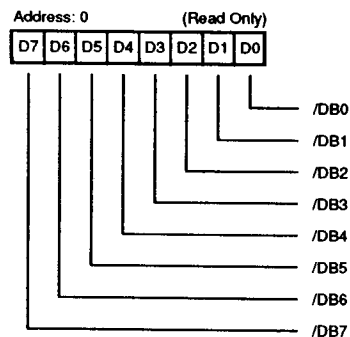 Address: 0 (Read Only)
D7 D6 D5 D4 D3 D2 D1 D0
/DB0
/DB1
/DB2
/DB3
/DB4
/DB5
/DB6
/DB7